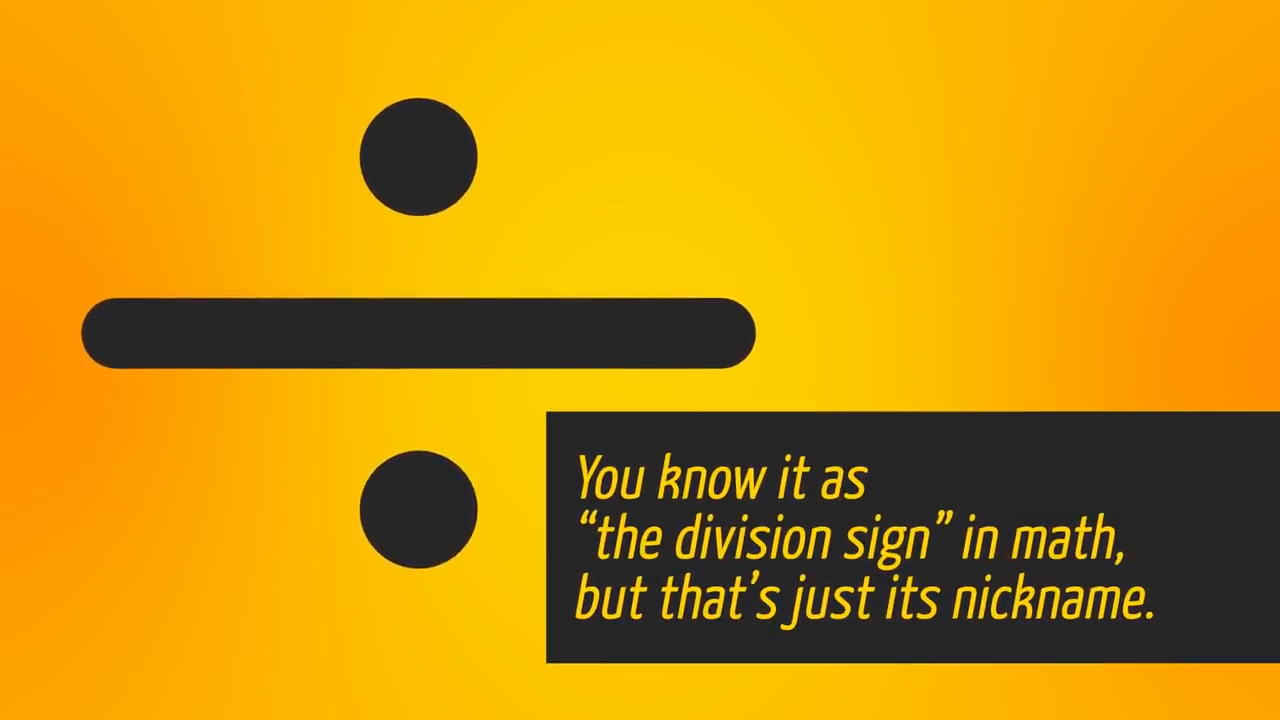 You know it as
“the division sign” in math,
but that’s just its nickname.